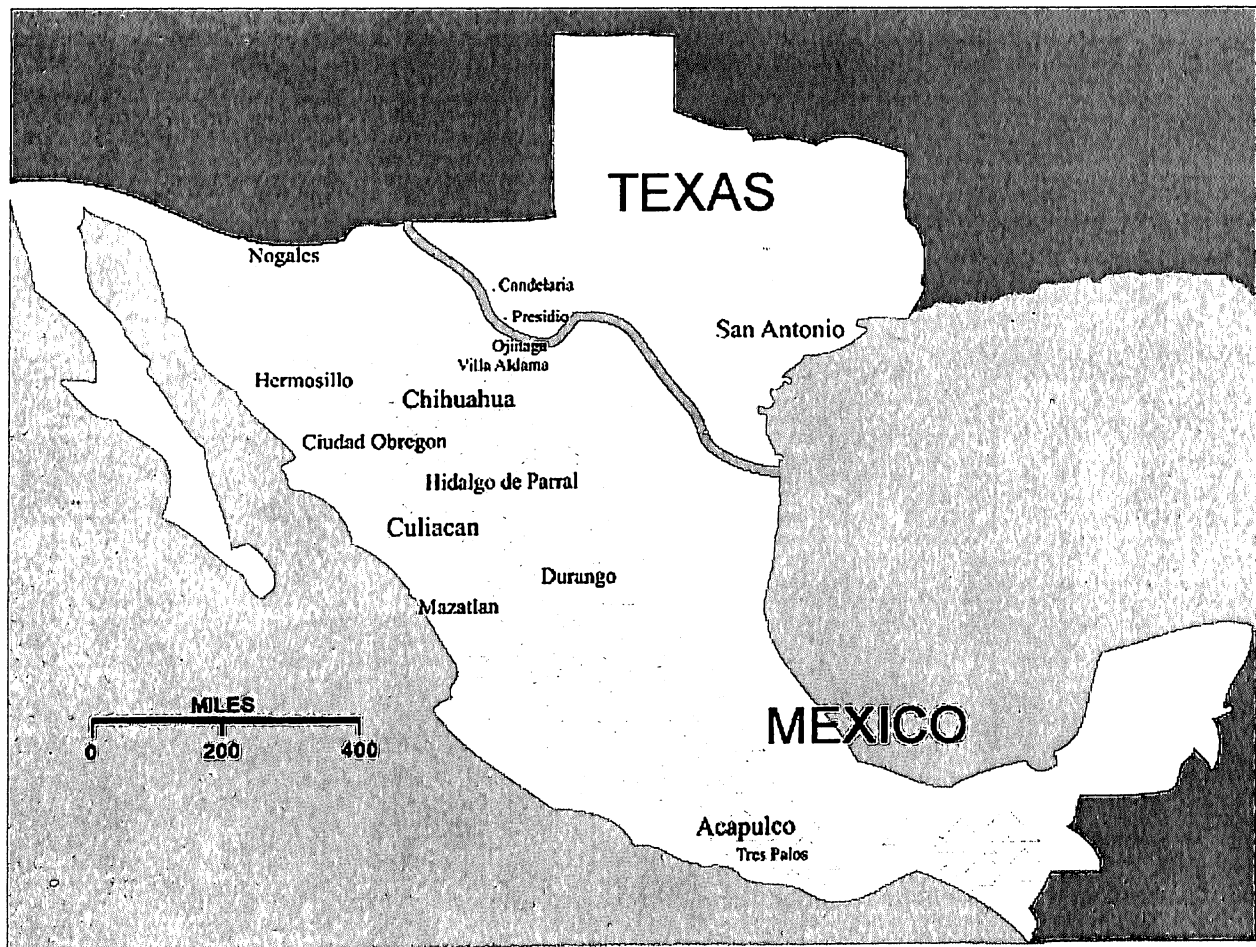 TEXAS
Nogales
Candelaria
Presidio
San Antonio
Ojinaga
Villa Aldama
Hermosillo
Chihuahua
Ciudad Obregon
Hidalgo de Parral
Culiacan
Durango
Mazatlan
MILES
0 200 400
MEXICO
Acapulco
Tres Palos